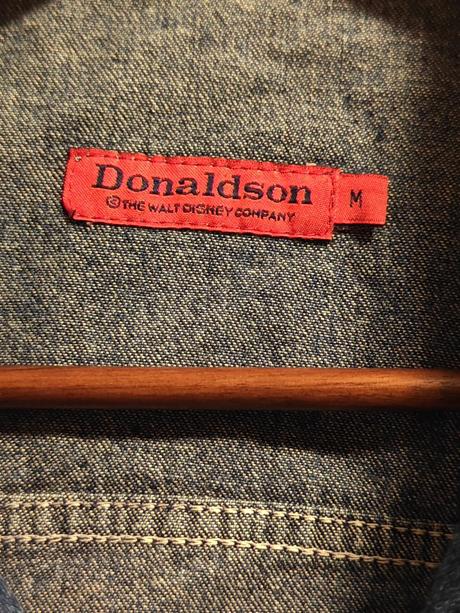 Donaldson
© THE WALT DISNEY COMPANY
M